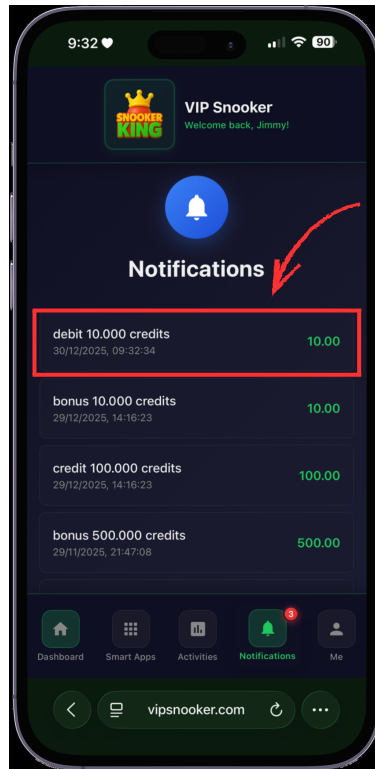 9:32
90
SNOOKER
KING
VIP Snooker
Welcome back, Jimmy!
Notifications
debit 10.000 credits
30/12/2025, 09:32:34
10.00
bonus 10.000 credits
29/12/2025, 14:16:23
10.00
credit 100.000 credits
29/12/2025, 14:16:23
100.00
bonus 500.000 credits
29/11/2025, 21:47:08
500.00
3
Dashboard
Smart Apps
Activities
Notifications
Me
vipsnooker.com